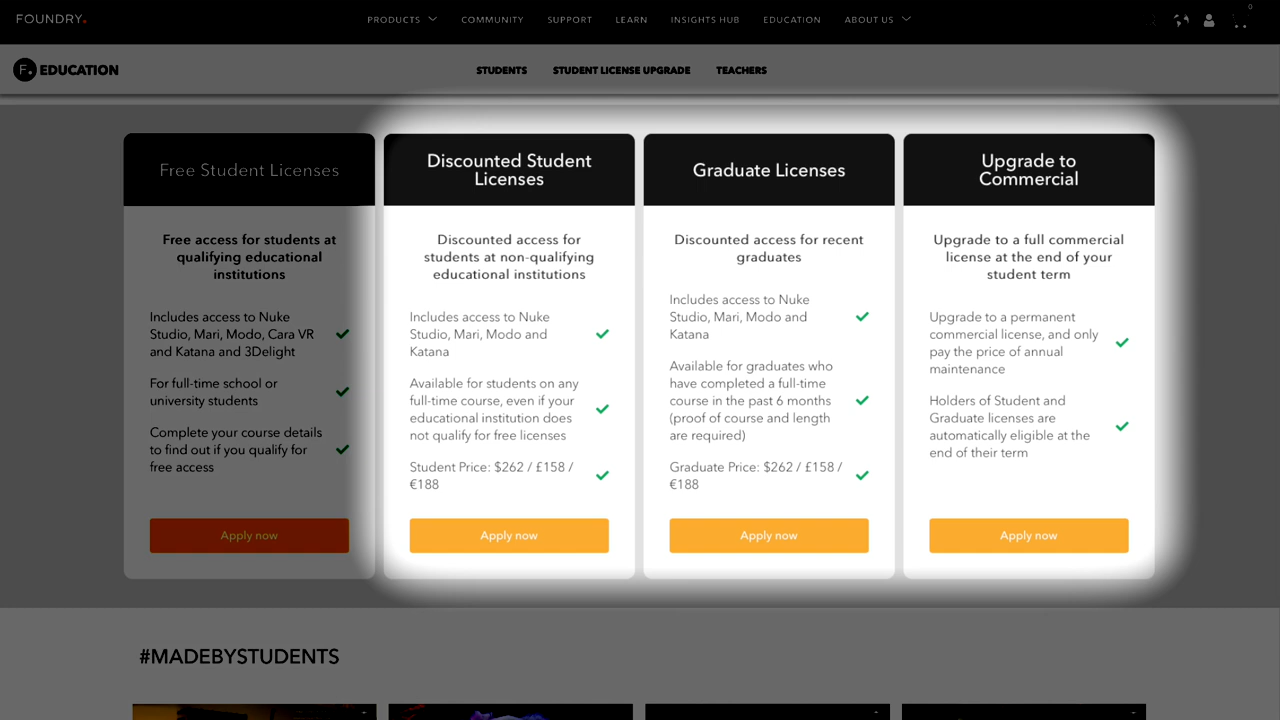 FOUNDRY.
PRODUCTS
COMMUNITY
SUPPORT
LEARN
INSIGHTS HUB
EDUCATION
ABOUT US
0
F.
EDUCATION
STUDENTS
STUDENT LICENSE UPGRADE
TEACHERS
Free Student Licenses
Free access for students at
qualifying educational
institutions
Includes access to Nuke
Studio, Mari, Modo, Cara VR
and Katana and 3Delight
For full-time school or
university students
Complete your course details
to find out if you qualify for
free access
Apply now
Discounted Student
Licenses
Discounted access for
students at non-qualifying
educational institutions
Includes access to Nuke
Studio, Mari, Modo and
Katana
Available for students on any
full-time course, even if your
educational institution does
not qualify for free licenses
Student Price: $262 / £158 /
€188
Apply now
Graduate Licenses
Discounted access for recent
graduates
Includes access to Nuke
Studio, Mari, Modo and
Katana
Available for graduates who
have completed a full-time
course in the past 6 months
(proof of course and length
are required)
Graduate Price: $262 / £158 /
€188
Apply now
Upgrade to
Commercial
Upgrade to a full commercial
license at the end of your
student term
Upgrade to a permanent
commercial license, and only
pay the price of annual
maintenance
Holders of Student and
Graduate licenses are
automatically eligible at the
end of their term
Apply now
#MADEBYSTUDENTS